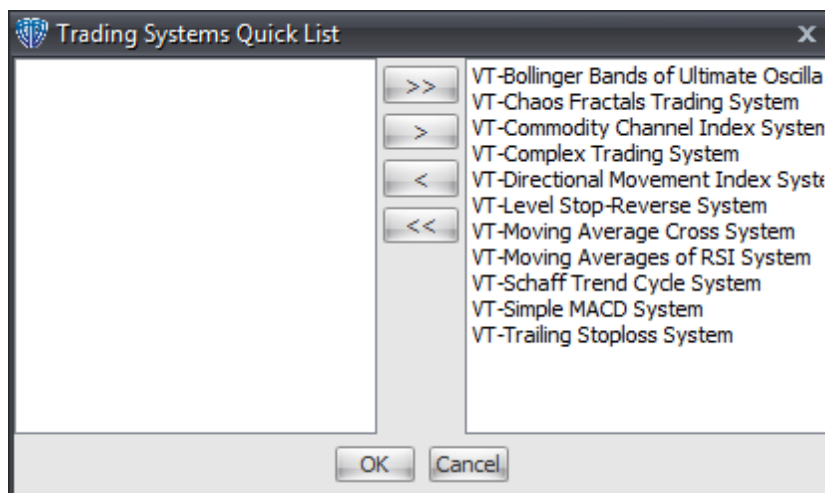 Trading Systems Quick List
x
>>
>
<
<<
VT-Bollinger Bands of Ultimate Oscilla
VT-Chaos Fractals Trading System
VT-Commodity Channel Index System
VT-Complex Trading System
VT-Directional Movement Index Syste
VT-Level Stop-Reverse System
VT-Moving Average Cross System
VT-Moving Averages of RSI System
VT-Schaff Trend Cycle System
VT-Simple MACD System
VT-Trailing Stoploss System
OK
Cancel